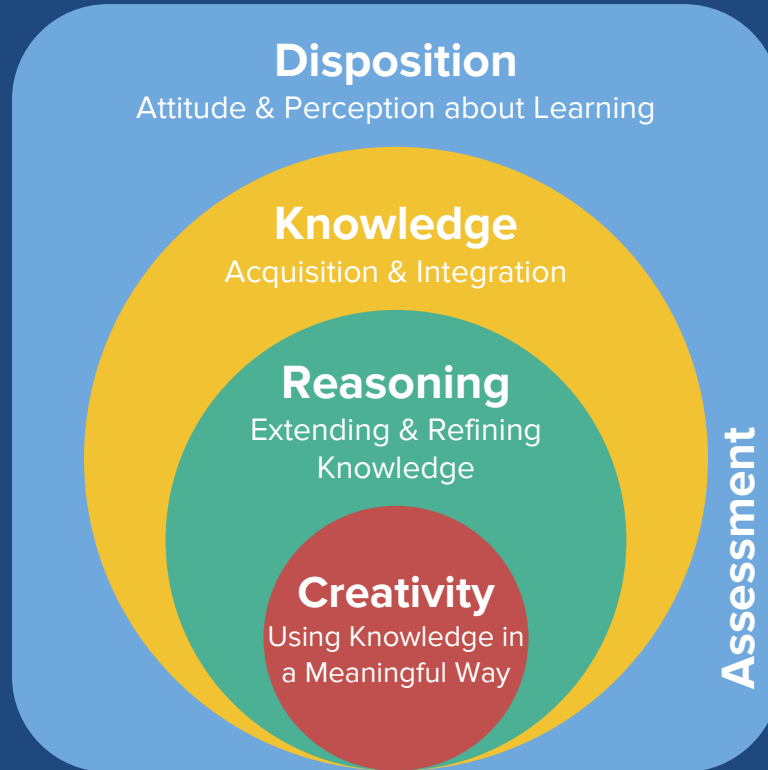 Disposition
Attitude & Perception about Learning
Knowledge
Acquisition & Integration
Reasoning
Extending & Refining
Knowledge
Creativity
Using Knowledge in
a Meaningful Way
Assessment